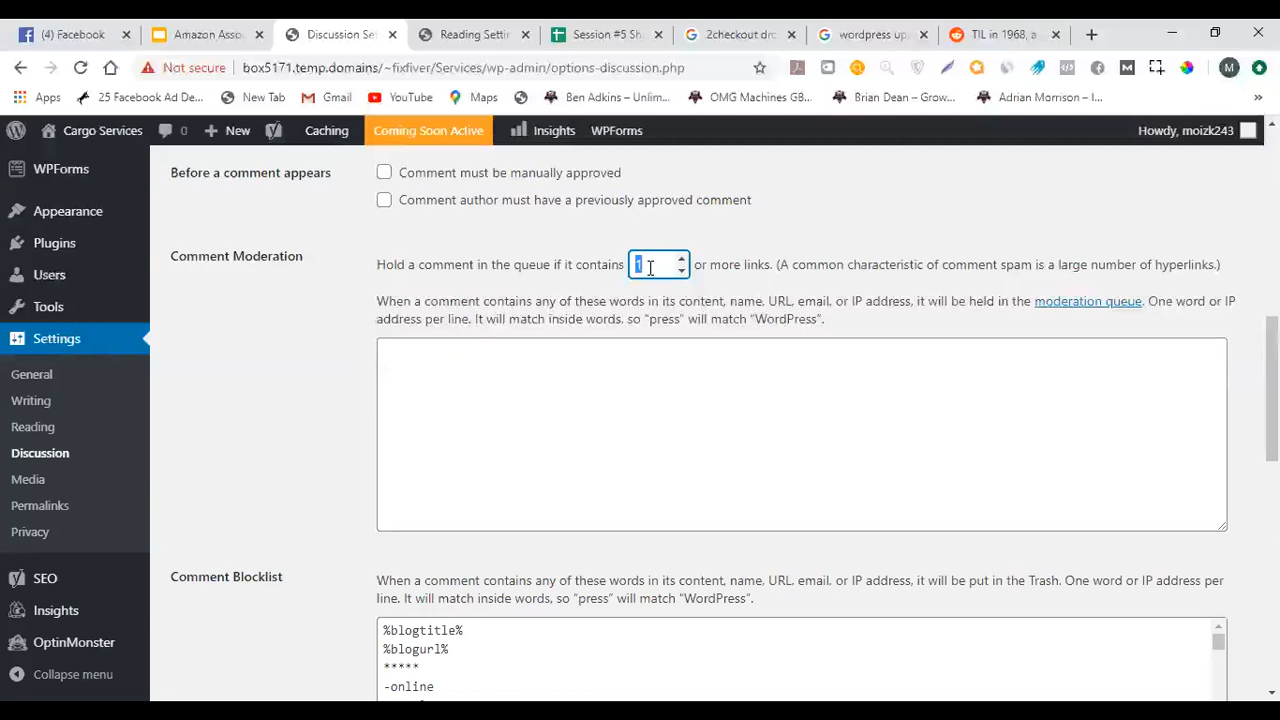 (4) Facebook
Amazon Asso
Discussion Set
Reading Settin
Session #5 Sh
2checkout dro
wordpress up
TIL in 1968, a
Not secure
box5171.temp.domains/~fixfiver/Services/wp-admin/options-discussion.php
M
Apps
25 Facebook Ad De...
New Tab
Gmail
YouTube
Maps
Ben Adkins – Unlim...
OMG Machines GB...
Brian Dean – Grow...
Adrian Morrison – I...
Cargo Services
0
New
Caching
Coming Soon Active
Insights
WPForms
Howdy, moizk243
WPForms
Appearance
Plugins
Users
Tools
Settings
General
Writing
Reading
Discussion
Media
Permalinks
Privacy
SEO
Insights
OptinMonster
Collapse menu
Before a comment appears
Comment must be manually approved
Comment author must have a previously approved comment
Comment Moderation
Hold a comment in the queue if it contains 1 or more links. (A common characteristic of comment spam is a large number of hyperlinks.)
When a comment contains any of these words in its content, name, URL, email, or IP address, it will be held in the moderation queue. One word or IP
address per line. It will match inside words, so “press” will match “WordPress”.
Comment Blocklist
When a comment contains any of these words in its content, name, URL, email, or IP address, it will be put in the Trash. One word or IP address per
line. It will match inside words, so “press” will match “WordPress”.
%blogtitle%
%blogurl%
*****
-online